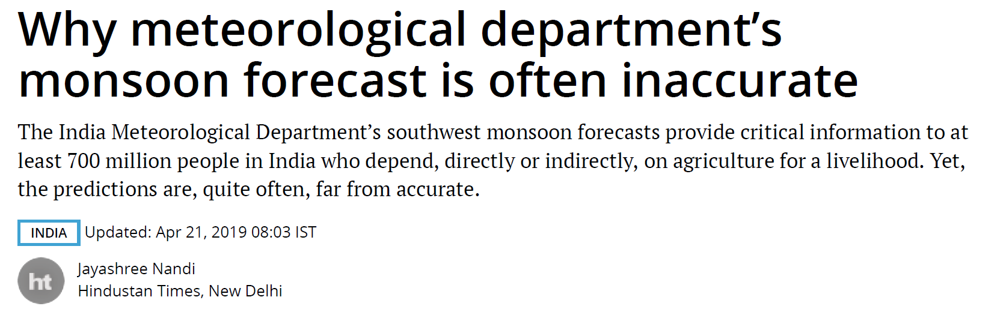 Why meteorological department’s
monsoon forecast is often inaccurate
The India Meteorological Department’s southwest monsoon forecasts provide critical information to at
least 700 million people in India who depend, directly or indirectly, on agriculture for a livelihood. Yet,
the predictions are, quite often, far from accurate.
INDIA Updated: Apr 21, 2019 08:03 IST
ht
Jayashree Nandi
Hindustan Times, New Delhi